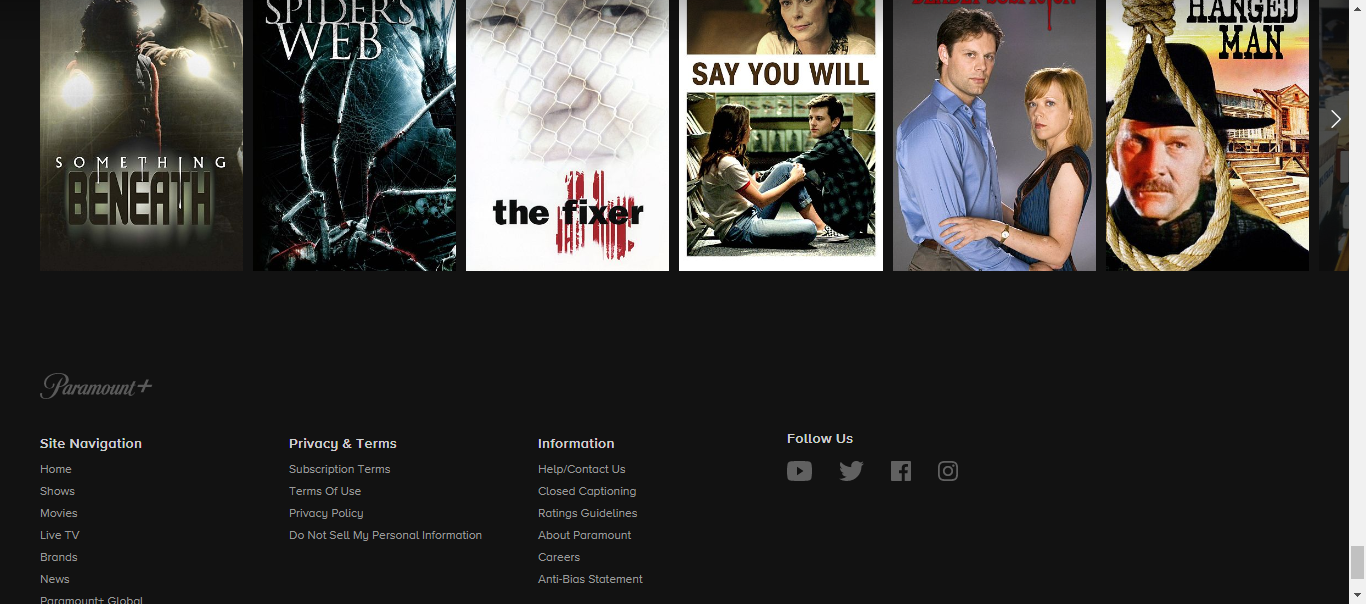 SPIDER'S
WEB
SOMETHING
BENEATH
the fixer
SAY YOU WILL
DEADLY SUSPICION
HANGED
MAN
Paramount+
Site Navigation
Home
Shows
Movies
Live TV
Brands
News
Paramount+ Global
Privacy & Terms
Subscription Terms
Terms Of Use
Privacy Policy
Do Not Sell My Personal Information
Information
Help/Contact Us
Closed Captioning
Ratings Guidelines
About Paramount
Careers
Anti-Bias Statement
Follow Us